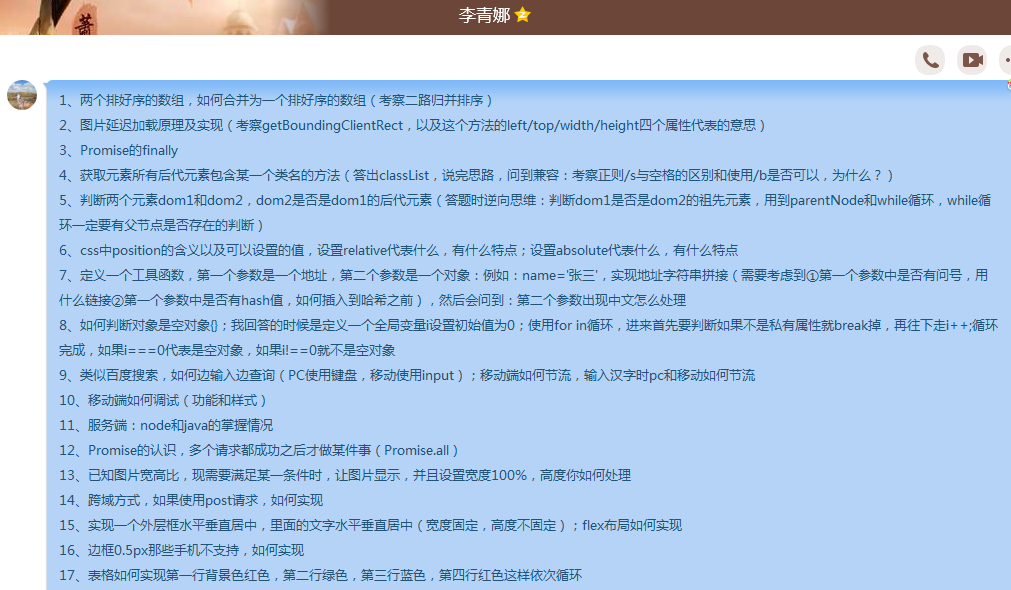 萧
李青娜
1、两个排好序的数组，如何合并为一个排好序的数组（考察二路归并排序）
2、图片延迟加载原理及实现（考察getBoundingClientRect，以及这个方法的left/top/width/height四个属性代表的意思）
3、Promise的finally
4、获取元素所有后代元素包含某一个类名的方法（答出classList，说完思路，问到兼容：考察正则/s与空格的区别和使用/b是否可以，为什么？）
5、判断两个元素dom1和dom2，dom2是否是dom1的后代元素（答题时逆向思维：判断dom1是否是dom2的祖先元素，用到parentNode和while循环，while循
环一定要有父节点是否存在的判断）
6、css中position的含义以及可以设置的值，设置relative代表什么，有什么特点；设置absolute代表什么，有什么特点
7、定义一个工具函数，第一个参数是一个地址，第二个参数是一个对象：例如：name='张三'，实现地址字符串拼接（需要考虑到①第一个参数中是否有问号，用
什么链接②第一个参数中是否有hash值，如何插入到哈希之前），然后会问到：第二个参数出现中文怎么处理
8、如何判断对象是空对象{}；我回答的时候是定义一个全局变量i设置初始值为0；使用for in循环，进来首先要判断如果不是私有属性就break掉，再往下走i++;循环
完成，如果i===0代表是空对象，如果i!==0就不是空对象
9、类似百度搜索，如何边输入边查询（PC使用键盘，移动使用input）；移动端如何节流，输入汉字时pc和移动如何节流
10、移动端如何调试（功能和样式）
11、服务端：node和java的掌握情况
12、Promise的认识，多个请求都成功之后才做某件事（Promise.all）
13、已知图片宽高比，现需要满足某一条件时，让图片显示，并且设置宽度100%，高度你如何处理
14、跨域方式，如果使用post请求，如何实现
15、实现一个外层框水平垂直居中，里面的文字水平垂直居中（宽度固定，高度不固定）；flex布局如何实现
16、边框0.5px那些手机不支持，如何实现
17、表格如何实现第一行背景色红色，第二行绿色，第三行蓝色，第四行红色这样依次循环